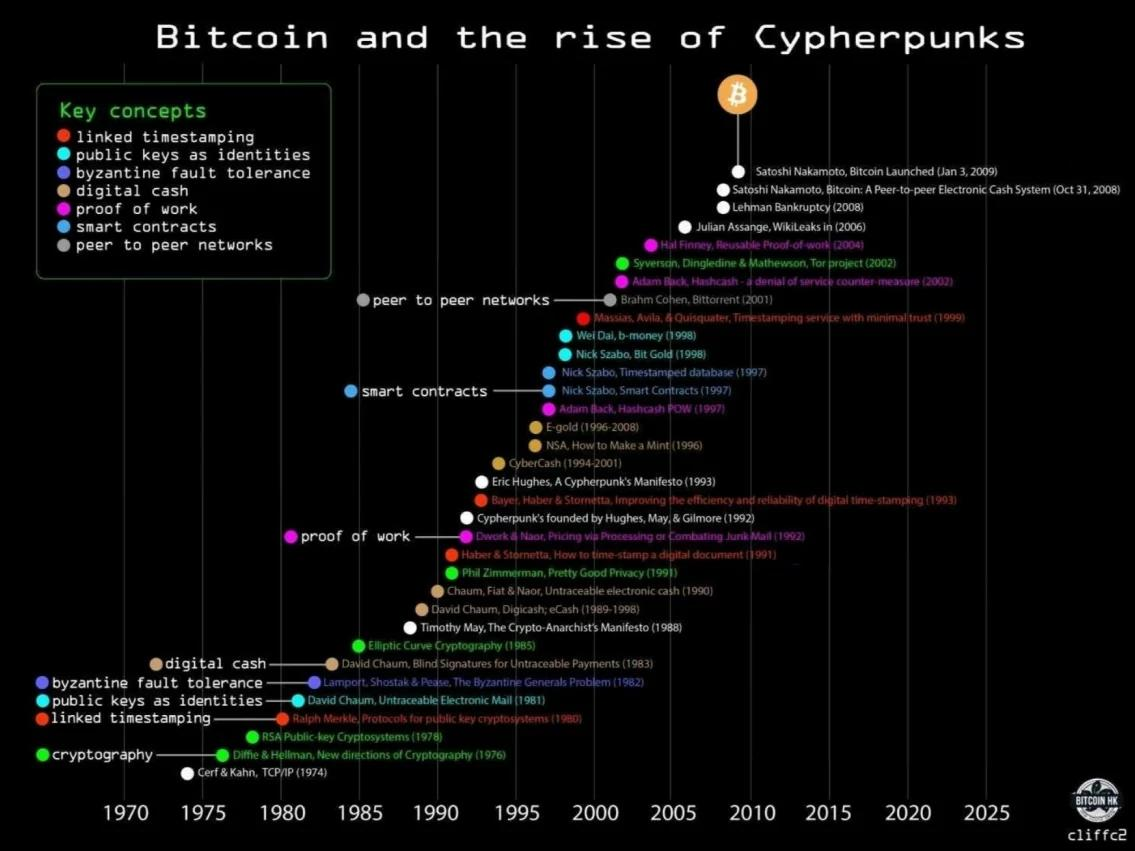 Bitcoin and the rise of Cypherpunks
Key concepts
linked timestamping
public keys as identities
byzantine fault tolerance
digital cash
proof of work
smart contracts
peer to peer networks
Satoshi Nakamoto, Bitcoin Launched (Jan 3, 2009)
Satoshi Nakamoto, Bitcoin: A Peer-to-peer Electronic Cash System (Oct 31, 2008)
Lehman Bankruptcy (2008)
Julian Assange, WikiLeaks in (2006)
Hal Finney, Reusable Proof-of-work (2004)
Syverson, Dingledine & Mathewson, Tor project (2002)
Adam Back, Hashcash - a denial of service counter-measure (2002)
peer to peer networks Brahm Cohen, Bittorrent (2001)
Massias, Avila, & Quisquater, Timestamping service with minimal trust (1999)
Wei Dai, b-money (1998)
Nick Szabo, Bit Gold (1998)
Nick Szabo, Timestamped database (1997)
smart contracts Nick Szabo, Smart Contracts (1997)
Adam Back, Hashcash POW (1997)
E-gold (1996-2008)
NSA, How to Make a Mint (1996)
CyberCash (1994-2001)
Eric Hughes, A Cypherpunk's Manifesto (1993)
Bayer, Haber & Stornetta, Improving the efficiency and reliability of digital time-stamping (1993)
Cypherpunk's founded by Hughes, May, & Gilmore (1992)
proof of work Dwork & Naor, Pricing via Processing or Combating Junk Mail (1992)
Haber & Stornetta, How to time-stamp a digital document (1991)
Phil Zimmerman, Pretty Good Privacy (1991)
Chaum, Fiat & Naor, Untraceable electronic cash (1990)
David Chaum, Digicash; eCash (1989-1998)
Timothy May, The Crypto-Anarchist's Manifesto (1988)
Elliptic Curve Cryptography (1985)
digital cash David Chaum, Blind Signatures for Untraceable Payments (1983)
byzantine fault tolerance Lamport, Shostak & Pease, The Byzantine Generals Problem (1982)
public keys as identities David Chaum, Untraceable Electronic Mail (1981)
linked timestamping Ralph Merkle, Protocols for public key cryptosystems (1980)
RSA Public-key Cryptosystems (1978)
cryptography Diffie & Hellman, New directions of Cryptography (1976)
Cerf & Kahn, TCP/IP (1974)
1970 1975 1980 1985 1990 1995 2000 2005 2010 2015 2020 2025
BITCOIN HK
cliffc2